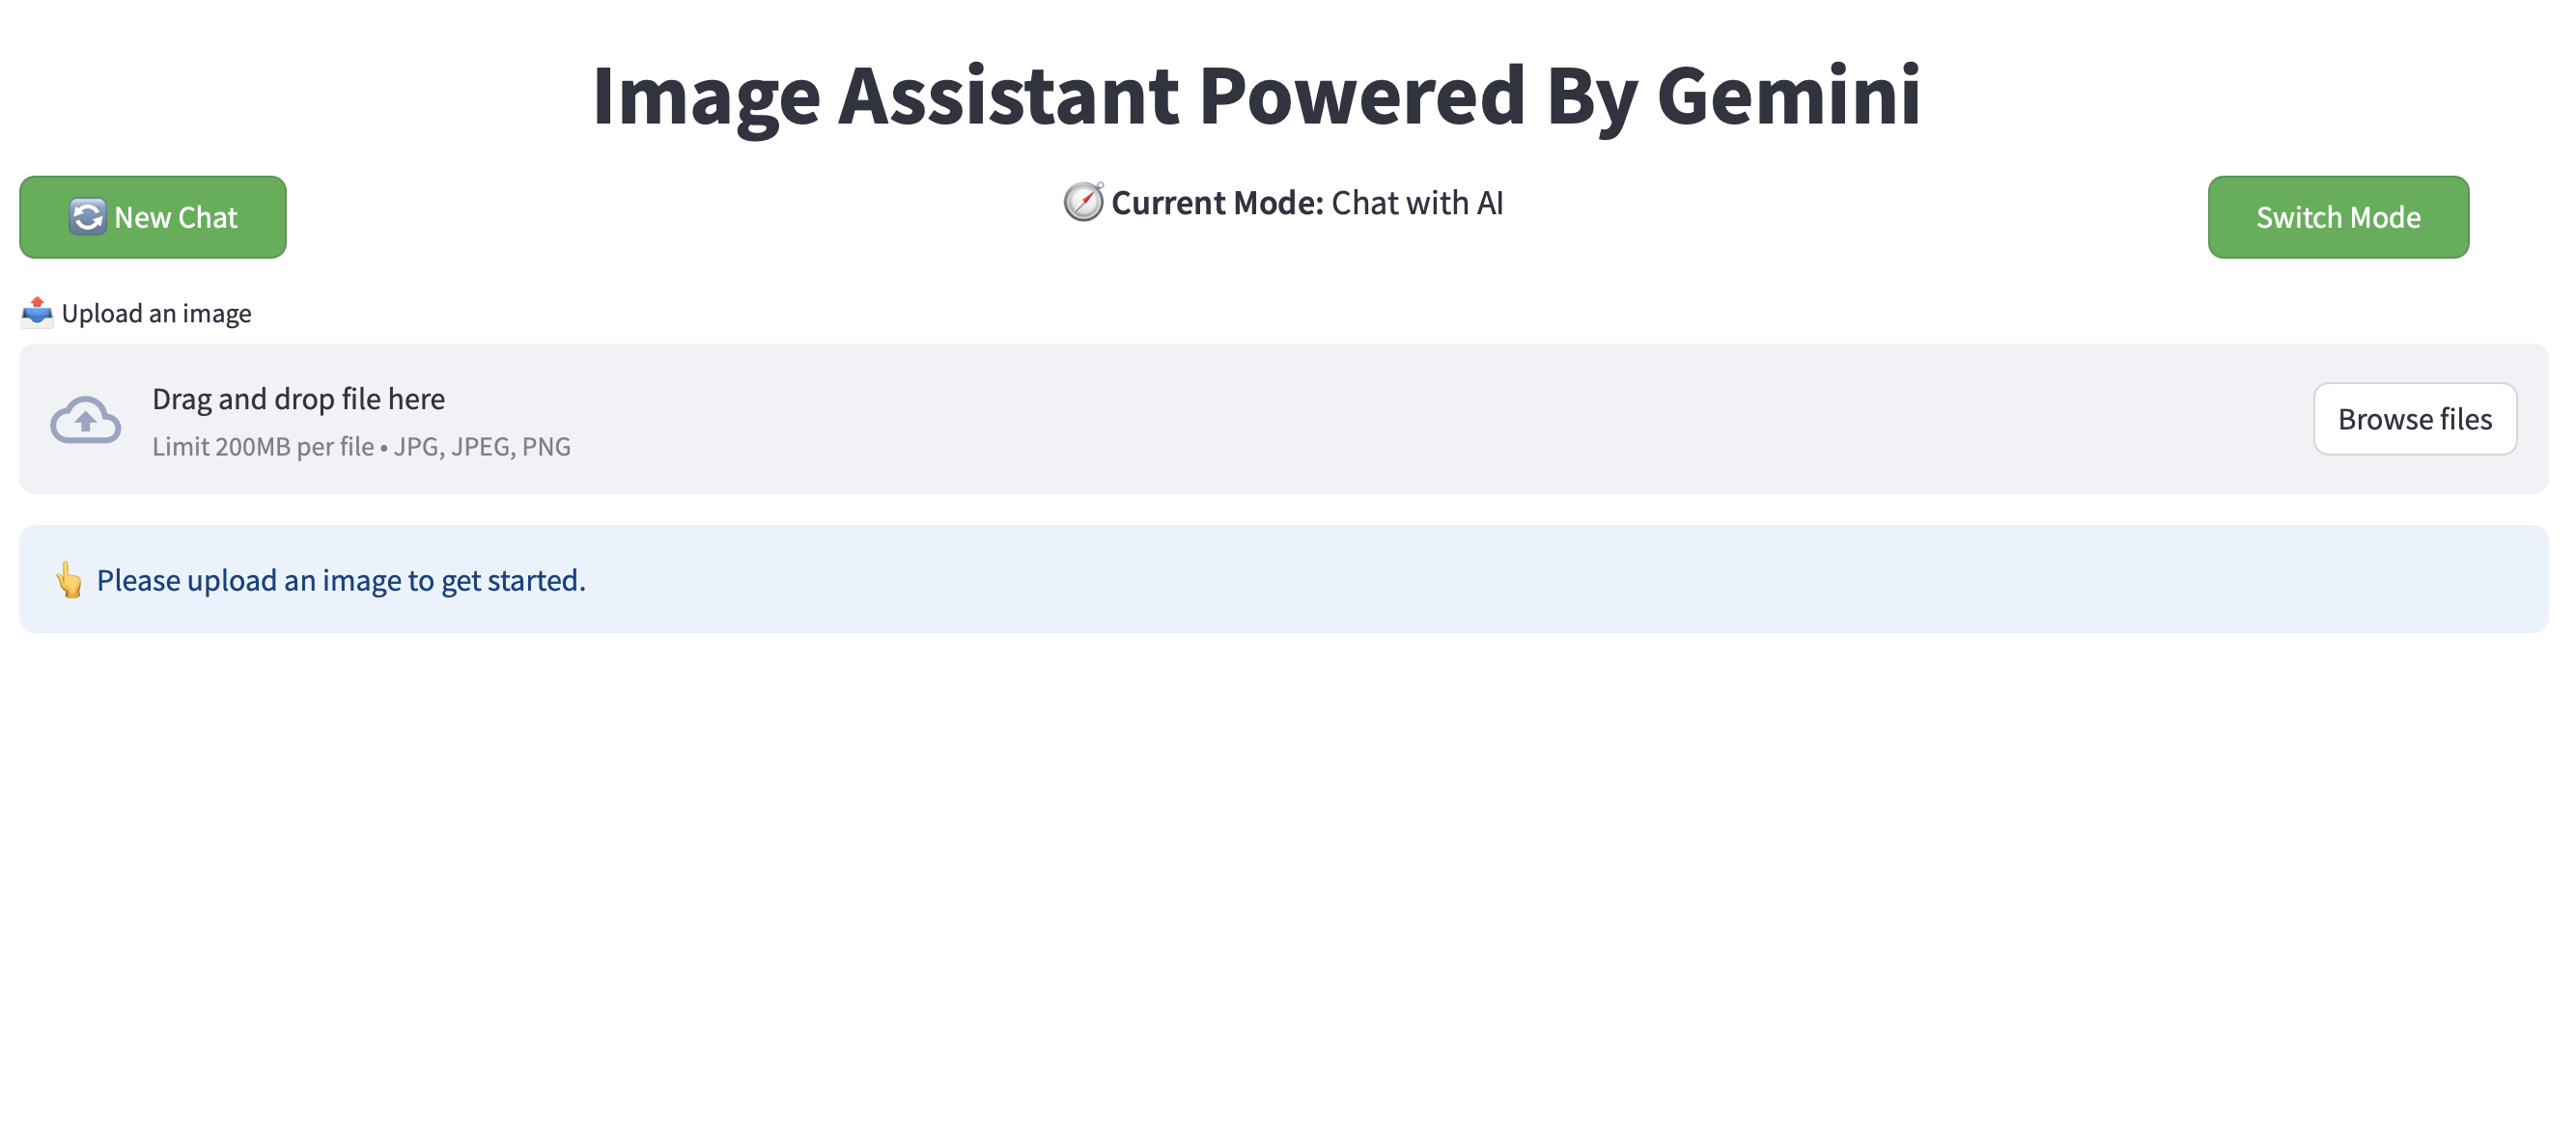 Image Assistant Powered By Gemini
New Chat
Current Mode: Chat with AI
Switch Mode
Upload an image
Drag and drop file here
Limit 200MB per file • JPG, JPEG, PNG
Browse files
Please upload an image to get started.